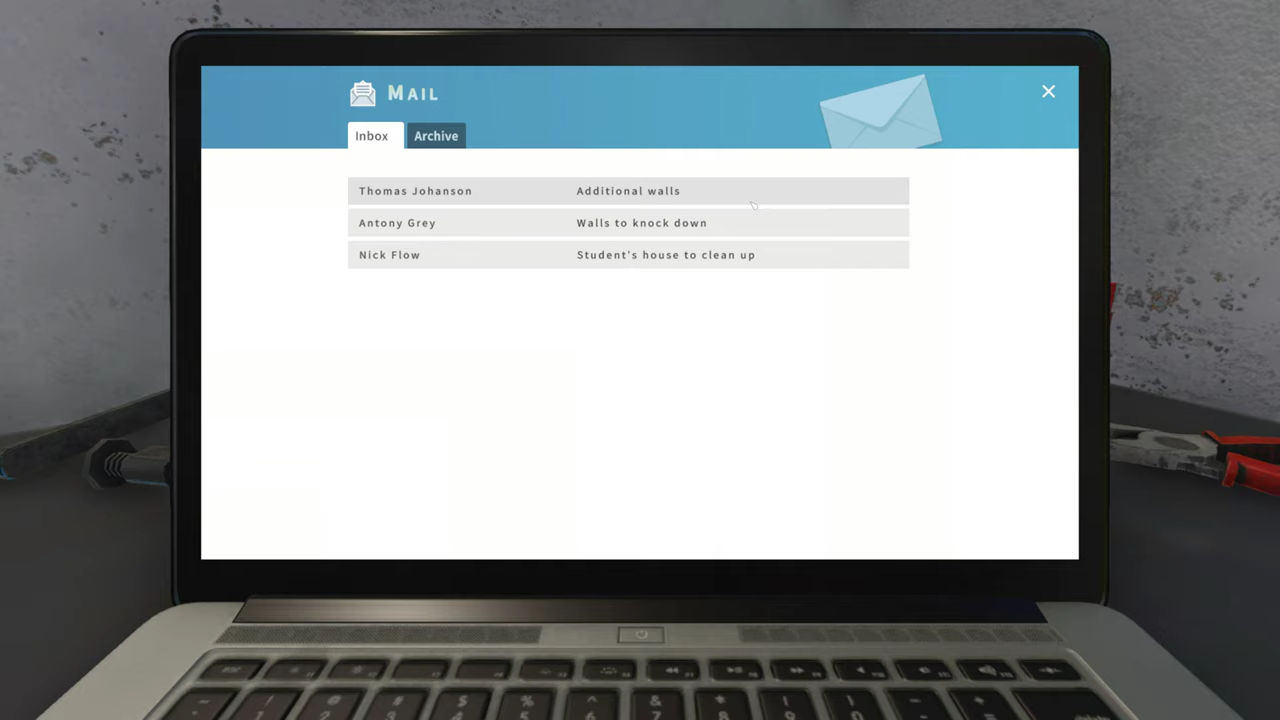 MAIL
Inbox Archive
Thomas Johanson Additional walls
Antony Grey Walls to knock down
Nick Flow Student's house to clean up